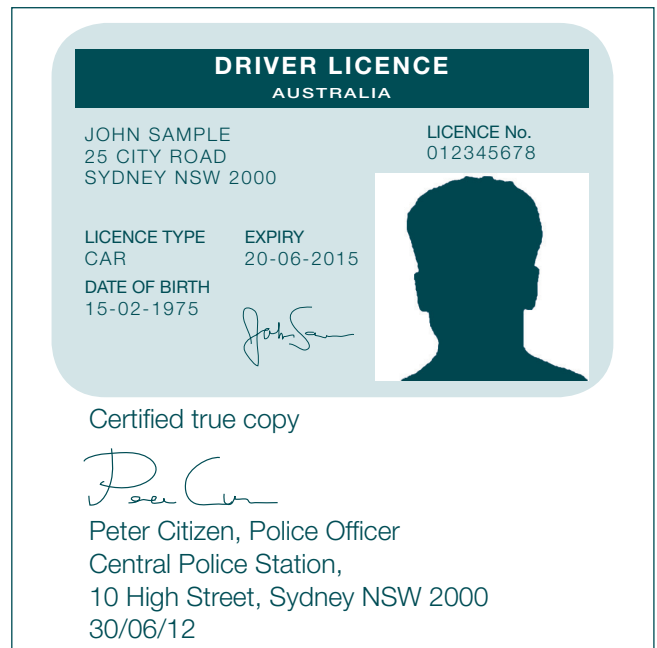 DRIVER LICENCE
AUSTRALIA
JOHN SAMPLE
25 CITY ROAD
SYDNEY NSW 2000
LICENCE No.
012345678
LICENCE TYPE
CAR
EXPIRY
20-06-2015
DATE OF BIRTH
15-02-1975
John Sam
Certified true copy
Peter Citizen, Police Officer
Central Police Station,
10 High Street, Sydney NSW 2000
30/06/12